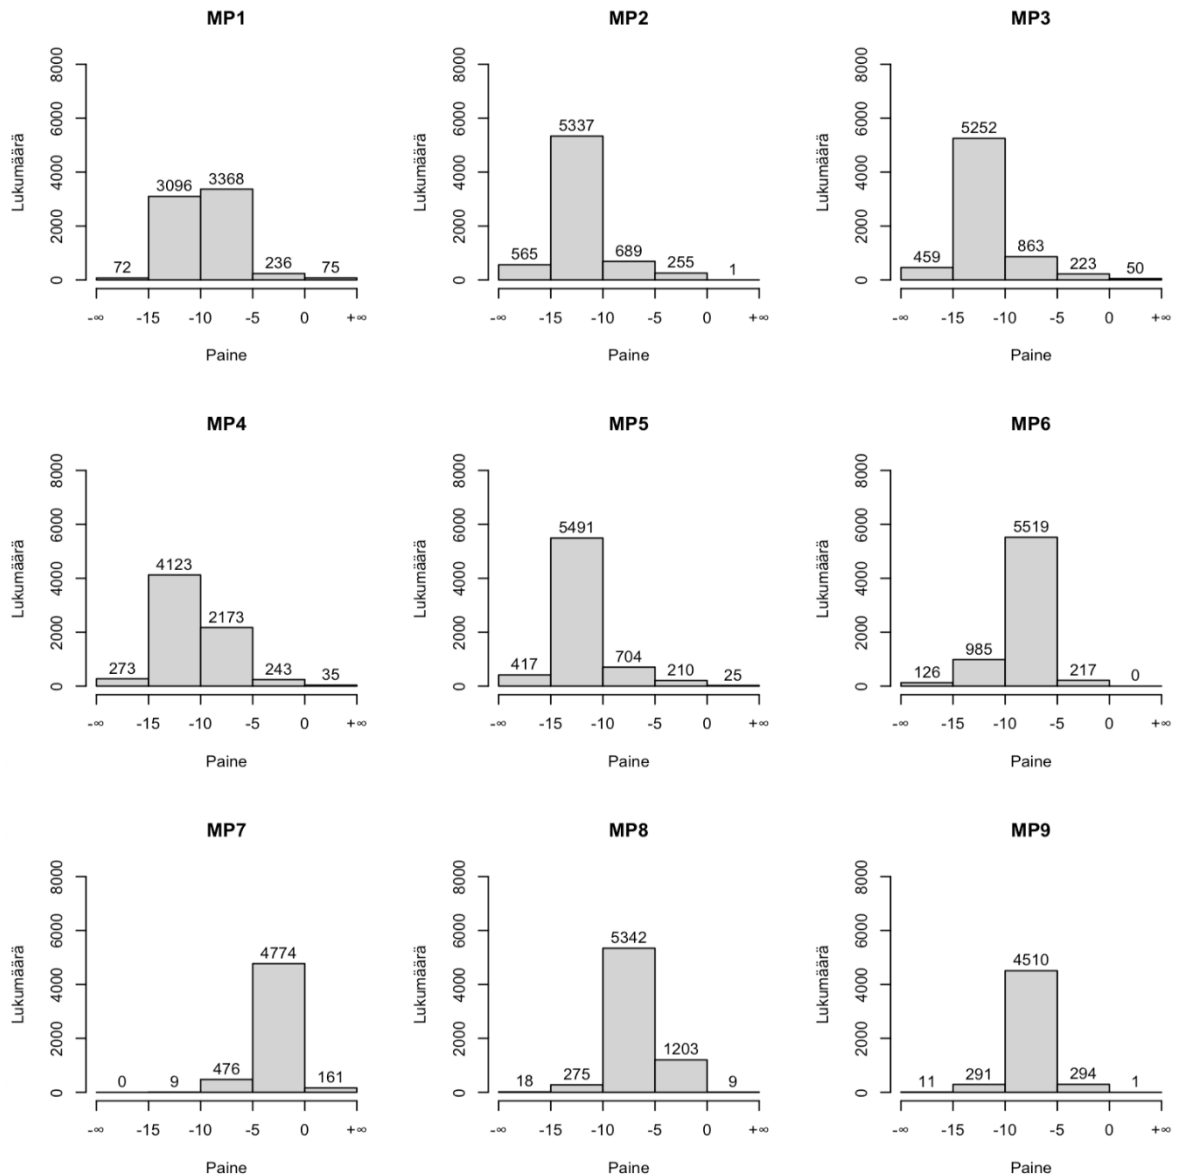 MP1
8000
6000
4000
2000
0
Lukumäärä
72
3096
3368
236
75
-∞ -15 -10 -5 0 +∞
Paine
MP2
8000
6000
4000
2000
0
Lukumäärä
565
5337
689
255
1
-∞ -15 -10 -5 0 +∞
Paine
MP3
8000
6000
4000
2000
0
Lukumäärä
459
5252
863
223
50
-∞ -15 -10 -5 0 +∞
Paine
MP4
8000
6000
4000
2000
0
Lukumäärä
273
4123
2173
243
35
-∞ -15 -10 -5 0 +∞
Paine
MP5
8000
6000
4000
2000
0
Lukumäärä
417
5491
704
210
25
-∞ -15 -10 -5 0 +∞
Paine
MP6
8000
6000
4000
2000
0
Lukumäärä
126
985
5519
217
0
-∞ -15 -10 -5 0 +∞
Paine
MP7
8000
6000
4000
2000
0
Lukumäärä
0
9
476
4774
161
-∞ -15 -10 -5 0 +∞
Paine
MP8
8000
6000
4000
2000
0
Lukumäärä
18
275
5342
1203
9
-∞ -15 -10 -5 0 +∞
Paine
MP9
8000
6000
4000
2000
0
Lukumäärä
11
291
4510
294
1
-∞ -15 -10 -5 0 +∞
Paine